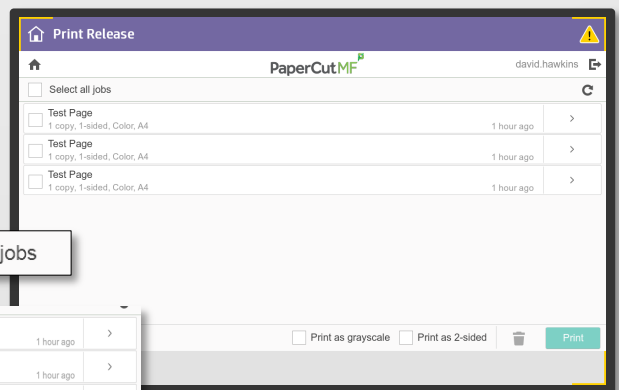 Print Release
PaperCutMF
david.hawkins
Select all jobs
Test Page
1 copy, 1-sided, Color, A4
1 hour ago
Test Page
1 copy, 1-sided, Color, A4
1 hour ago
Test Page
1 copy, 1-sided, Color, A4
1 hour ago
jobs
1 hour ago
1 hour ago
Print as grayscale
Print as 2-sided
Print